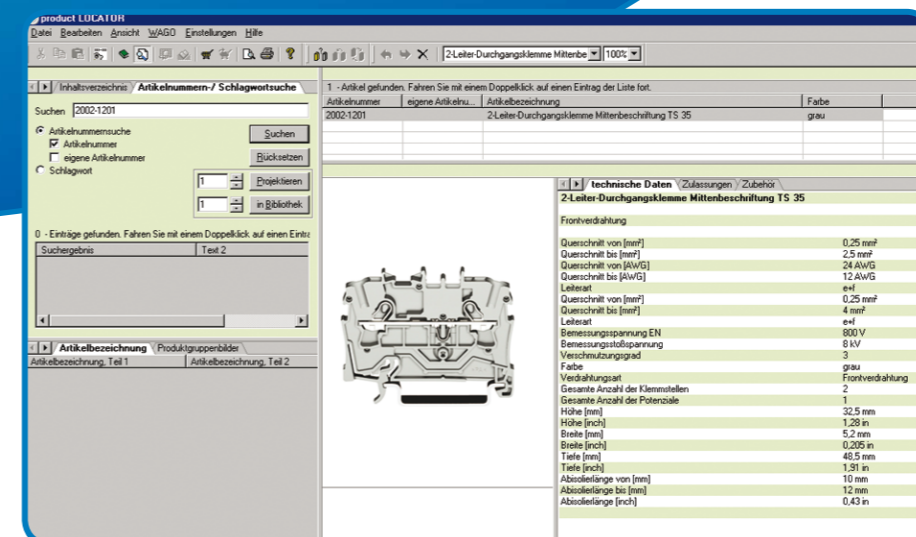 product LOCATOR
Datei Bearbeiten Ansicht WAGO Einstellungen Hilfe
2-Leiter-Durchgangsklemme Mittenbe 100%
Inhaltsverzeichnis Artikelnummern-/ Schlagwortsuche
Suchen 2002-1201
Artikelnummernsuche Suchen
Artikelnummer
eigene Artikelnummer Rücksetzen
Schlagwort
1 Projektieren
1 in Bibliothek
0 - Einträge gefunden. Fahren Sie mit einem Doppelklick auf einen Eintra
Suchergebnis Text 2
Artikelbezeichnung Produktgruppenbilder
Artikelbezeichnung, Teil 1 Artikelbezeichnung, Teil 2
1 - Artikel gefunden. Fahren Sie mit einem Doppelklick auf einen Eintrag der Liste fort.
Artikelnummer eigene Artikelnu... Artikelbezeichnung Farbe
2002-1201 2-Leiter-Durchgangsklemme Mittenbeschriftung TS 35 grau
technische Daten Zulassungen Zubehör
2-Leiter-Durchgangsklemme Mittenbeschriftung TS 35
Frontverdrahtung
Querschnitt von [mm²] 0,25 mm²
Querschnitt bis [mm²] 2,5 mm²
Querschnitt von [AWG] 24 AWG
Querschnitt bis [AWG] 12 AWG
Leiterart e+f
Querschnitt von [mm²] 0,25 mm²
Querschnitt bis [mm²] 4 mm²
Leiterart e+f
Bemessungsspannung EN 800 V
Bemessungsstoßspannung 8 kV
Verschmutzungsgrad 3
Farbe grau
Verdrahtungsart Frontverdrahtung
Gesamte Anzahl der Klemmstellen 2
Gesamte Anzahl der Potenziale 1
Höhe [mm] 32,5 mm
Höhe [inch] 1,28 in
Breite [mm] 5,2 mm
Breite [inch] 0,205 in
Tiefe [mm] 48,5 mm
Tiefe [inch] 1,91 in
Absolierlänge von [mm] 10 mm
Absolierlänge bis [mm] 12 mm
Absolierlänge [inch] 0,43 in